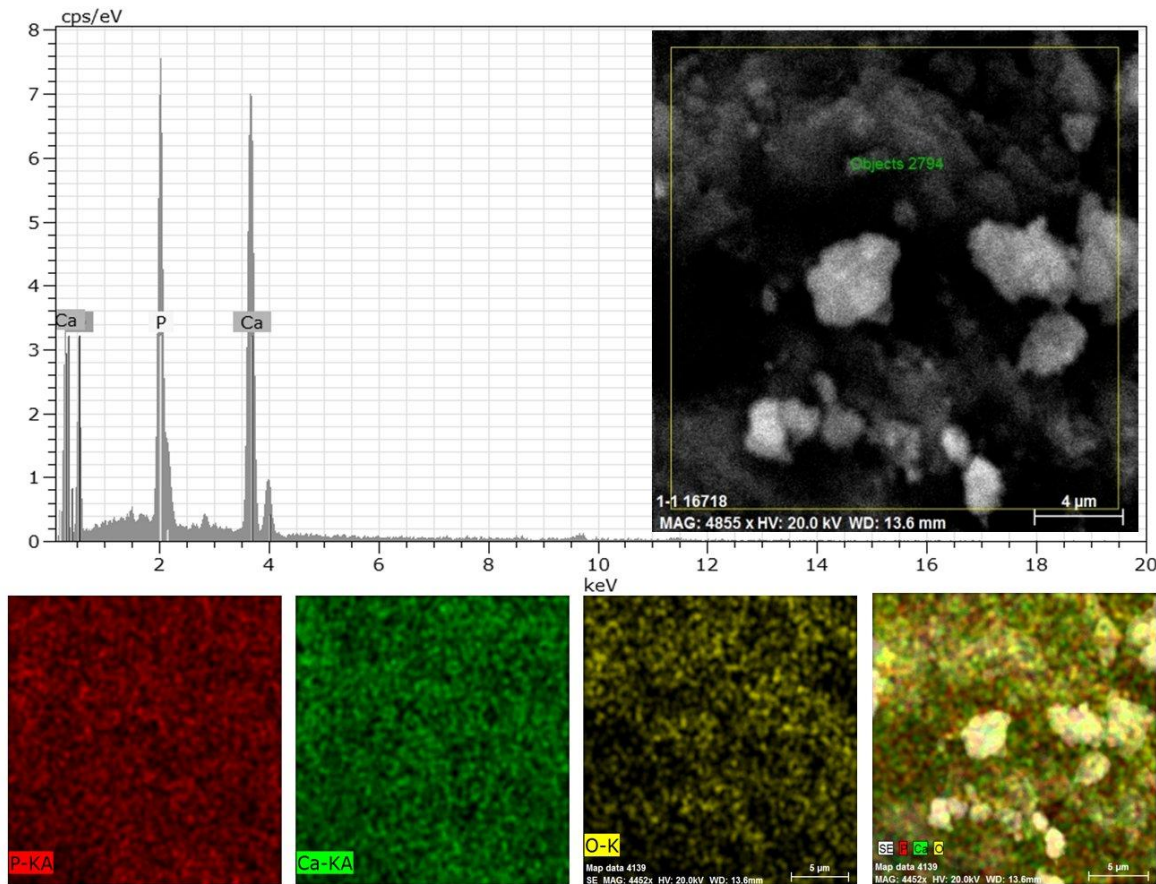 cps/eV
8
7
6
5
4
3
2
1
0
Ca
P
Ca
2 4 6 8 10 12 14 16 18 20
keV
Objects 2794
1-1 16718
MAG: 4855 x HV: 20.0 kV WD: 13.6 mm
4 µm
P-KA
Ca-KA
O-K
Map data 4139
SE MAG: 4452x HV: 20.0kV WD: 13.6mm
5 µm
SE P Ca O
Map data 4139
SE MAG: 4452x HV: 20.0kV WD: 13.6mm
5 µm